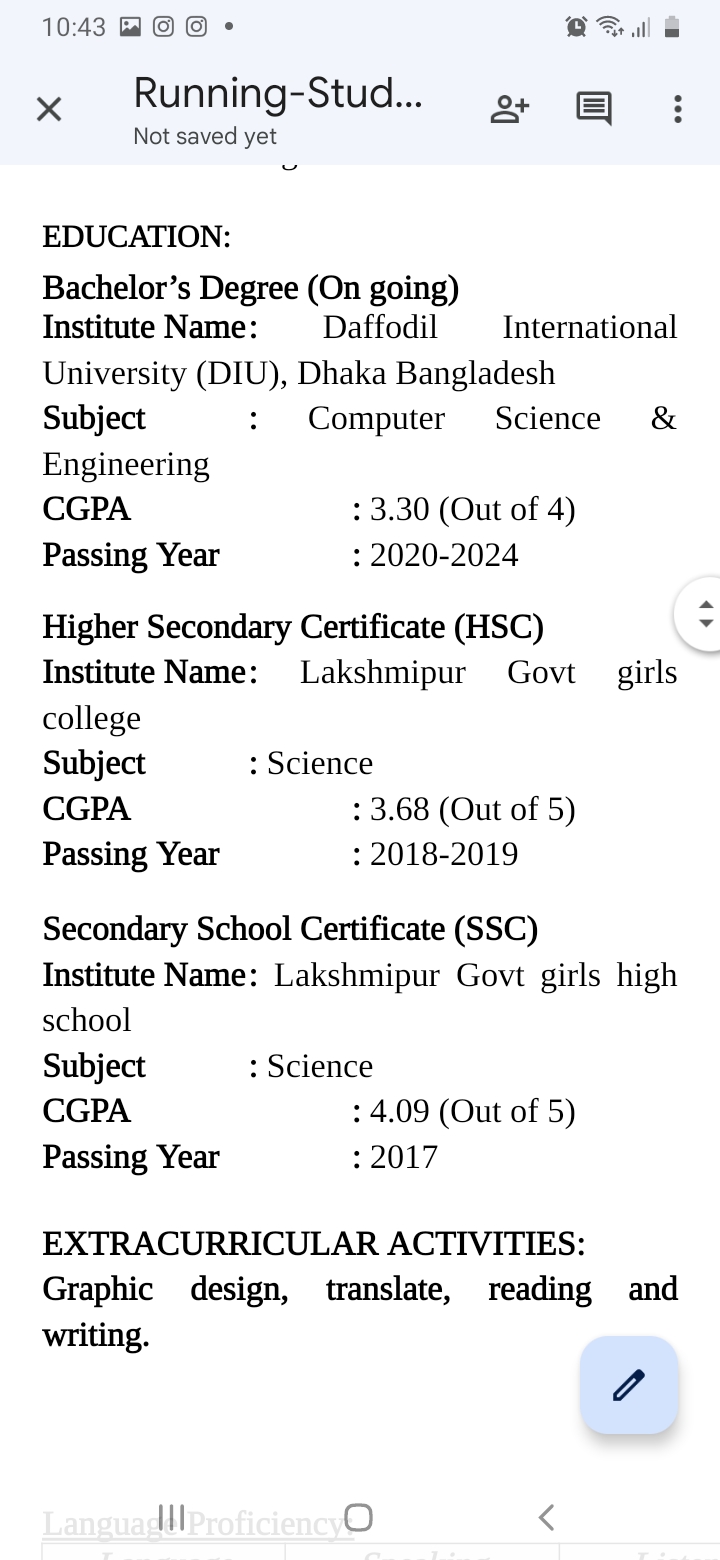 10:43
Running-Stud...
Not saved yet
EDUCATION:
Bachelor’s Degree (On going)
Institute Name: Daffodil International
University (DIU), Dhaka Bangladesh
Subject : Computer Science &
Engineering
CGPA : 3.30 (Out of 4)
Passing Year : 2020-2024
Higher Secondary Certificate (HSC)
Institute Name: Lakshmipur Govt girls
college
Subject : Science
CGPA : 3.68 (Out of 5)
Passing Year : 2018-2019
Secondary School Certificate (SSC)
Institute Name: Lakshmipur Govt girls high
school
Subject : Science
CGPA : 4.09 (Out of 5)
Passing Year : 2017
EXTRACURRICULAR ACTIVITIES:
Graphic design, translate, reading and
writing.
Language Proficiency:
Language Speaking